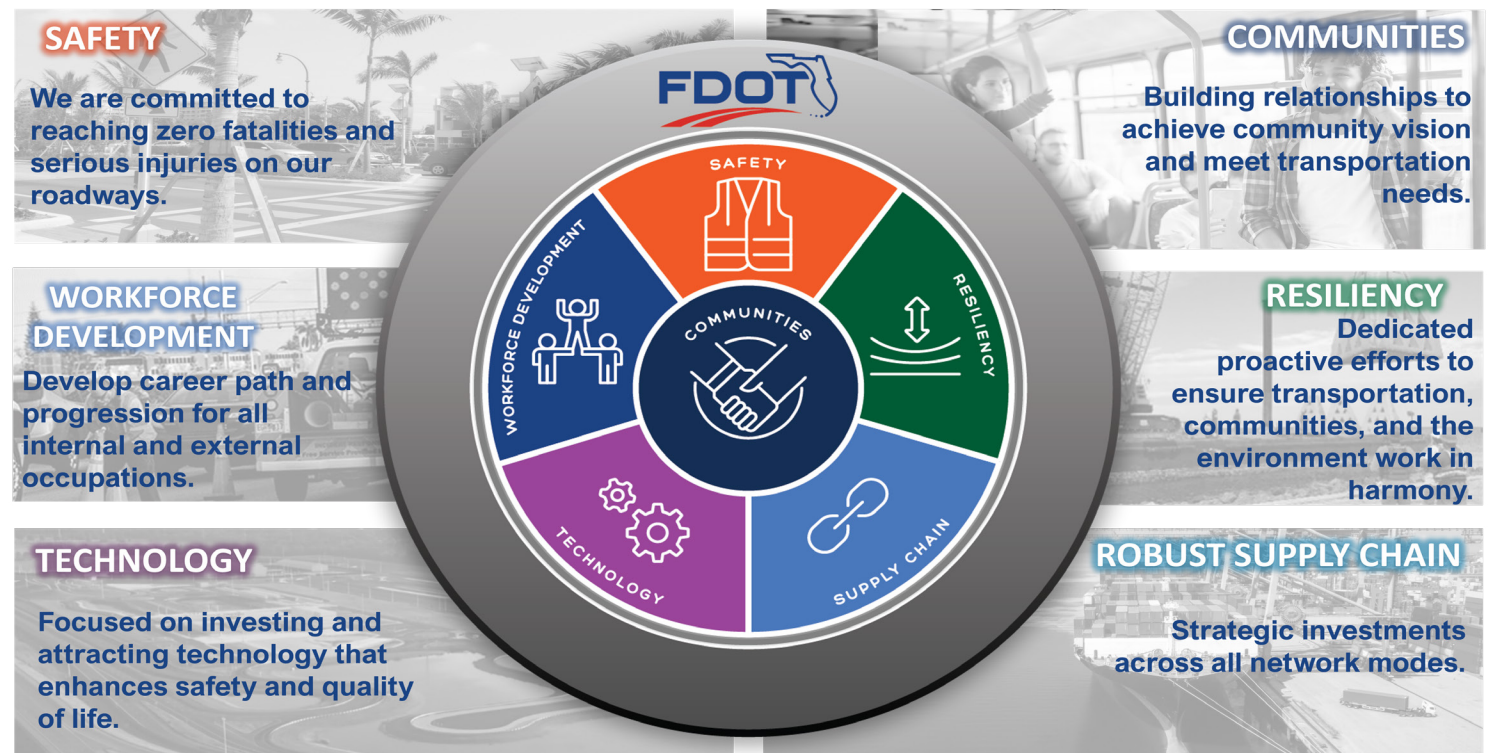 SAFETY
We are committed to
reaching zero fatalities and
serious injuries on our
roadways.
WORKFORCE
DEVELOPMENT
Develop career path and
progression for all
internal and external
occupations.
TECHNOLOGY
Focused on investing and
attracting technology that
enhances safety and quality
of life.
FDOT
SAFETY
RESILIENCY
SUPPLY CHAIN
TECHNOLOGY
WORKFORCE DEVELOPMENT
COMMUNITIES
COMMUNITIES
Building relationships to
achieve community vision
and meet transportation
needs.
RESILIENCY
Dedicated
proactive efforts to
ensure transportation,
communities, and the
environment work in
harmony.
ROBUST SUPPLY CHAIN
Strategic investments
across all network modes.